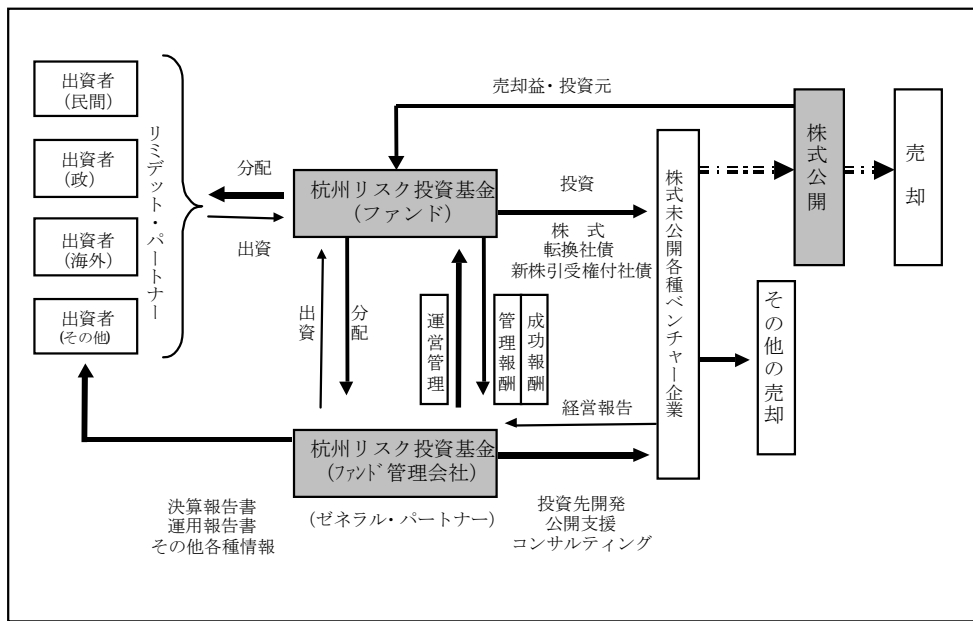 出資者
(民間)
出資者
(政)
出資者
(海外)
出資者
(その他)
リミデット・パートナー
分配
出資
売却益・投資元
杭州リスク投資基金
(ファンド)
投資
株 式
転換社債
新株引受権付社債
株式未公開各種ベンチャー企業
株式公開
売却
その他の売却
出資
分配
運営管理
管理報酬
成功報酬
経営報告
杭州リスク投資基金
(ファンド管理会社)
(ゼネラル・パートナー)
決算報告書
運用報告書
その他各種情報
投資先開発
公開支援
コンサルティング